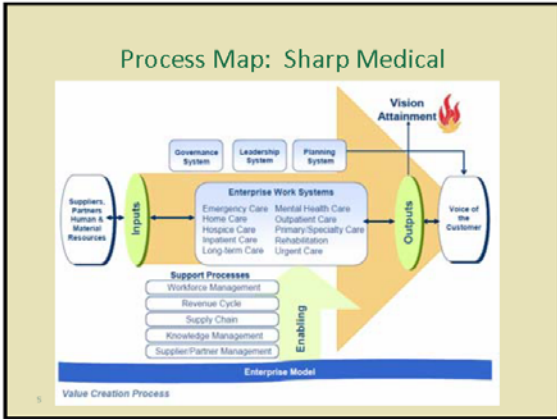 Process Map: Sharp Medical
Vision
Attainment
Governance
System
Leadership
System
Planning
System
Suppliers,
Partners
Human &
Material
Resources
Inputs
Enterprise Work Systems
Emergency Care Mental Health Care
Home Care Outpatient Care
Hospice Care Primary/Specialty Care
Inpatient Care Rehabilitation
Long-term Care Urgent Care
Outputs
Voice of
the
Customer
Support Processes
Workforce Management
Revenue Cycle
Supply Chain
Knowledge Management
Supplier/Partner Management
Enabling
Enterprise Model
Value Creation Process
5